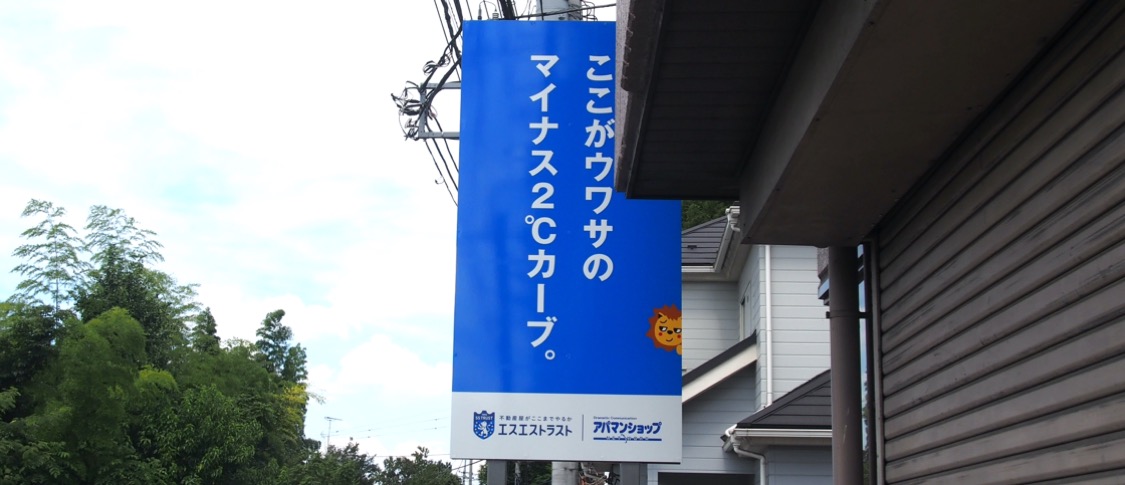 ここがウワサの
マイナス2℃カーブ。
不動産屋がここまでやるか
エスエストラスト
アパマンショップ